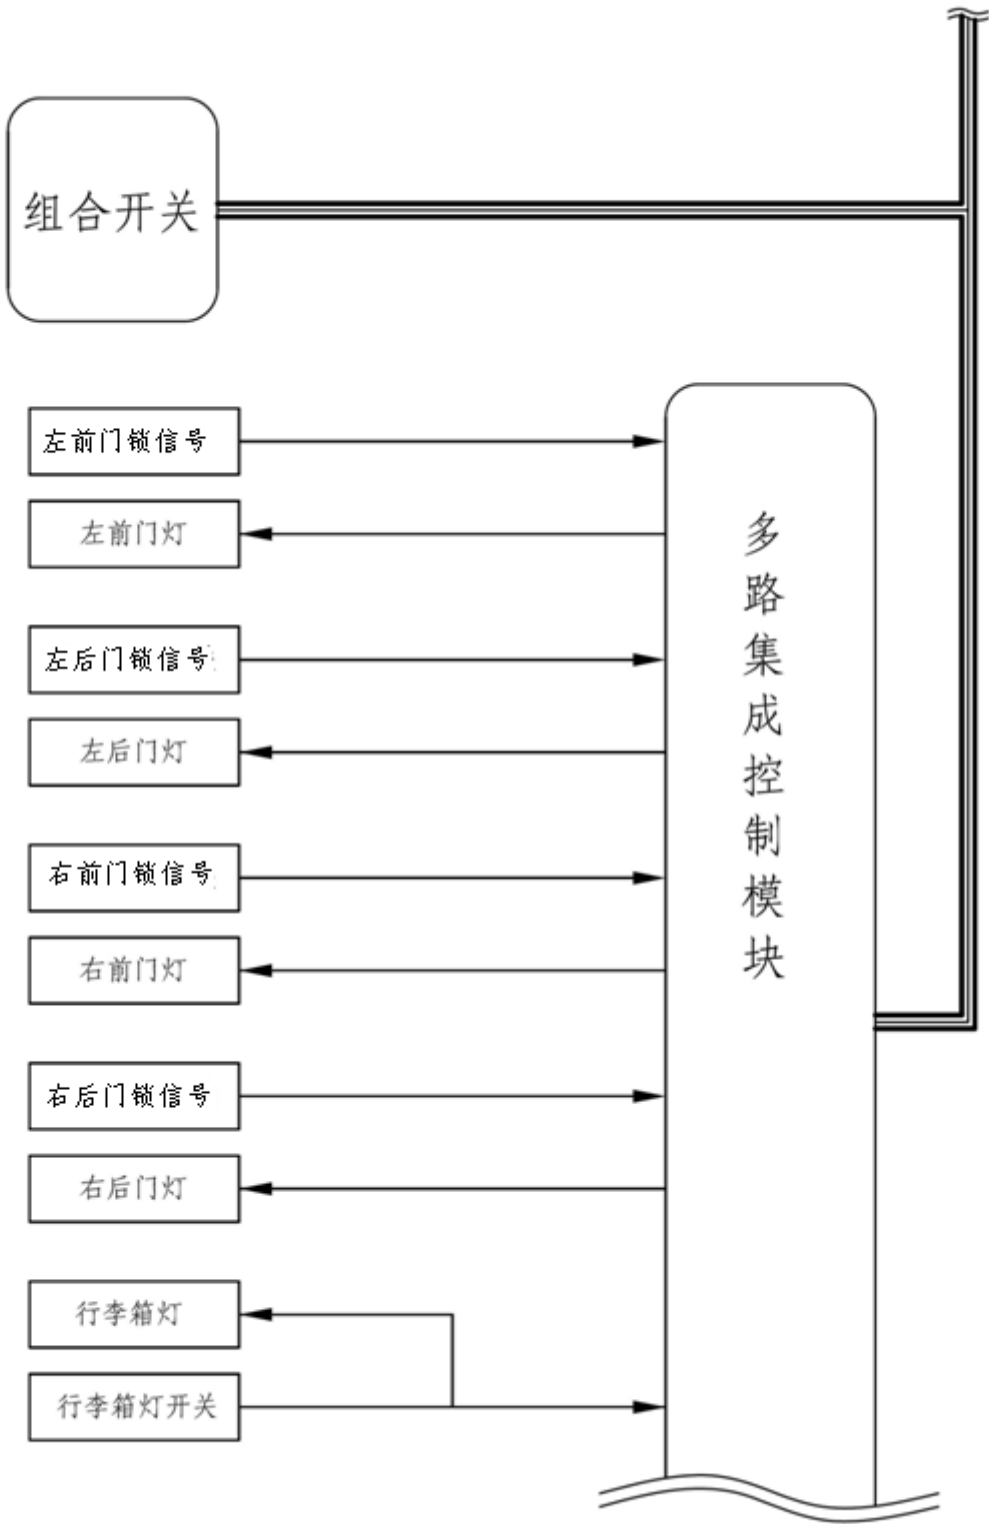 组合开关
左前门锁信号
左前门灯
多路集成控制模块
左后门锁信号
左后门灯
右前门锁信号
右前门灯
右后门锁信号
右后门灯
行李箱灯
行李箱灯开关